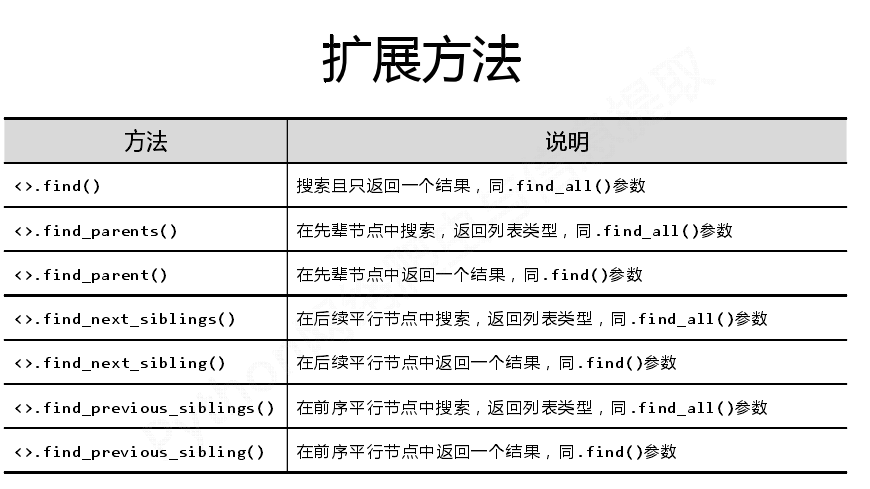 扩展方法
方法 说明
<>.find() 搜索且只返回一个结果，同.find_all()参数
<>.find_parents() 在先辈节点中搜索，返回列表类型，同.find_all()参数
<>.find_parent() 在先辈节点中返回一个结果，同.find()参数
<>.find_next_siblings() 在后续平行节点中搜索，返回列表类型，同.find_all()参数
<>.find_next_sibling() 在后续平行节点中返回一个结果，同.find()参数
<>.find_previous_siblings() 在前序平行节点中搜索，返回列表类型，同.find_all()参数
<>.find_previous_sibling() 在前序平行节点中返回一个结果，同.find()参数